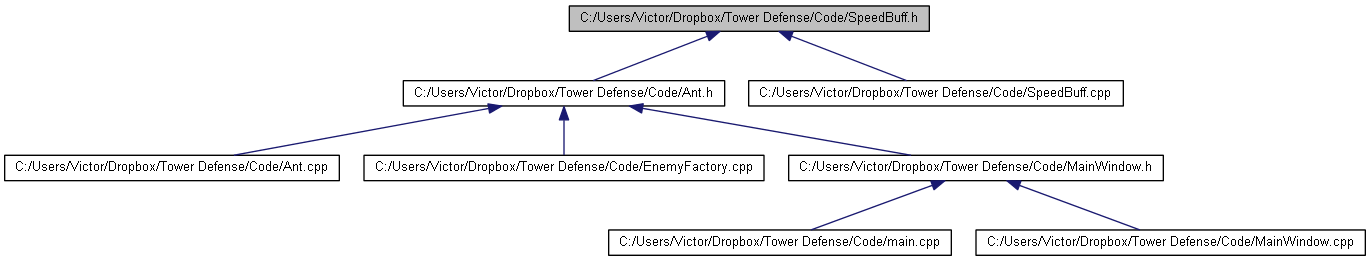 C:/Users/Victor/Dropbox/Tower Defense/Code/SpeedBuff.h
C:/Users/Victor/Dropbox/Tower Defense/Code/Ant.h
C:/Users/Victor/Dropbox/Tower Defense/Code/SpeedBuff.cpp
C:/Users/Victor/Dropbox/Tower Defense/Code/Ant.cpp
C:/Users/Victor/Dropbox/Tower Defense/Code/EnemyFactory.cpp
C:/Users/Victor/Dropbox/Tower Defense/Code/MainWindow.h
C:/Users/Victor/Dropbox/Tower Defense/Code/main.cpp
C:/Users/Victor/Dropbox/Tower Defense/Code/MainWindow.cpp